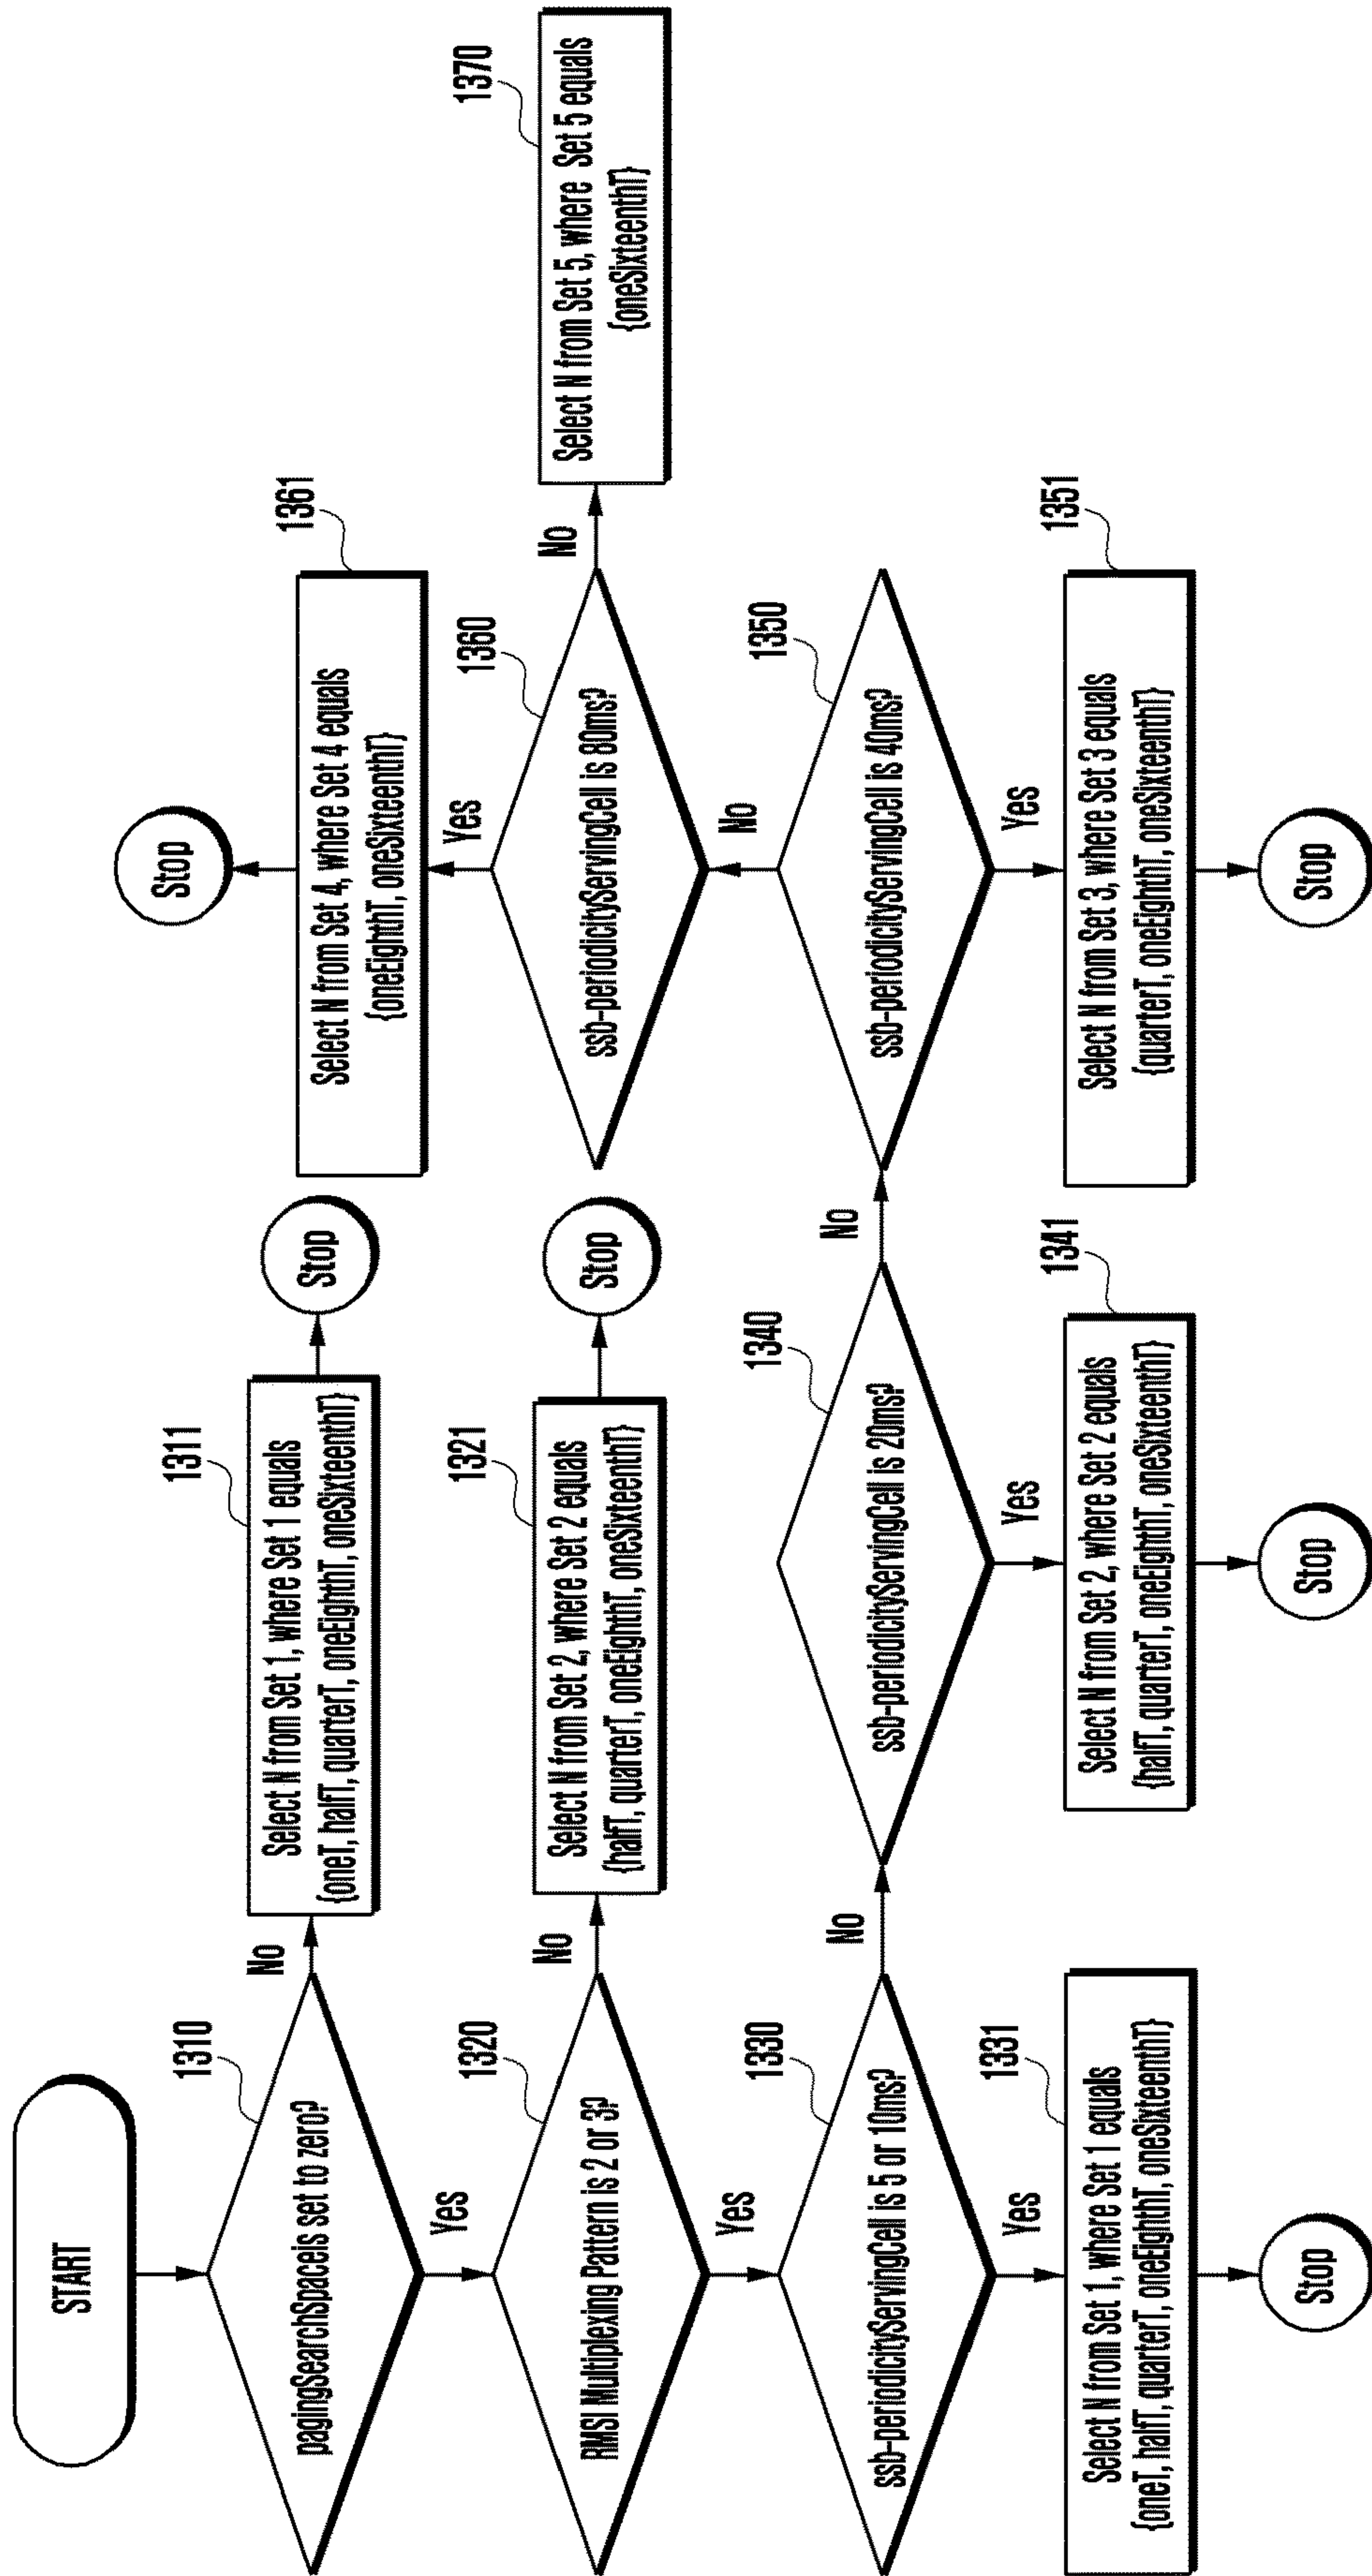 START
1310
pagingSearchSpaceis set to zero?
No
1311
Select N from Set 1, where Set 1 equals
{oneT, halfT, quarterT, oneEighthT, oneSixteenthT}
Stop
Yes
1320
RMSI Multiplexing Pattern is 2 or 3?
No
1321
Select N from Set 2, where Set 2 equals
{halfT, quarterT, oneEighthT, oneSixteenthT}
Stop
Yes
1330
ssb-periodicityServingCell is 5 or 10ms?
Yes
1331
Select N from Set 1, where Set 1 equals
{oneT, halfT, quarterT, oneEighthT, oneSixteenthT}
Stop
No
1340
ssb-periodicityServingCell is 20ms?
Yes
1341
Select N from Set 2, where Set 2 equals
{halfT, quarterT, oneEighthT, oneSixteenthT}
Stop
No
1350
ssb-periodicityServingCell is 40ms?
Yes
1351
Select N from Set 3, where Set 3 equals
{quarterT, oneEighthT, oneSixteenthT}
Stop
No
1360
ssb-periodicityServingCell is 80ms?
Yes
1361
Select N from Set 4, where Set 4 equals
{oneEighthT, oneSixteenthT}
Stop
No
1370
Select N from Set 5, where Set 5 equals
{oneSixteenthT}